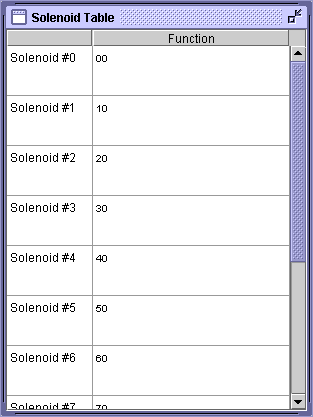 Solenoid Table
Function
Solenoid #0 00
Solenoid #1 10
Solenoid #2 20
Solenoid #3 30
Solenoid #4 40
Solenoid #5 50
Solenoid #6 60
Solenoid #7 70